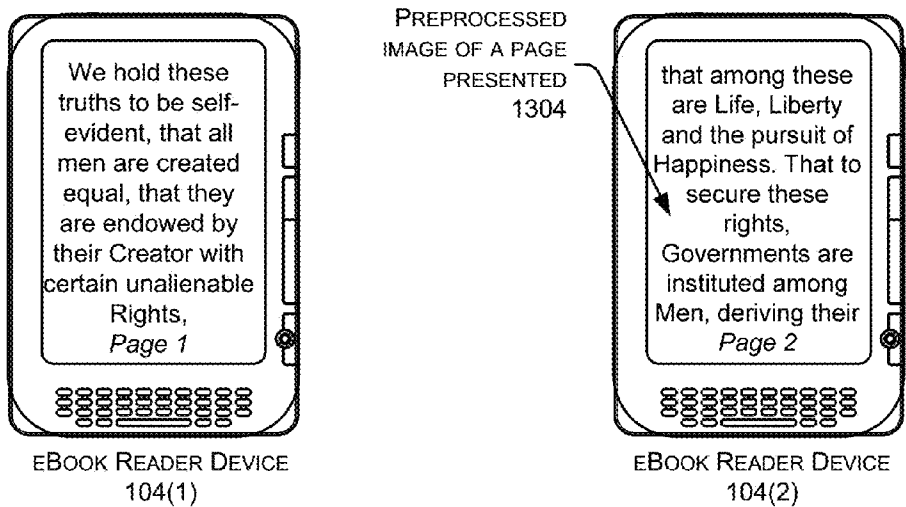 We hold these
truths to be self-
evident, that all
men are created
equal, that they
are endowed by
their Creator with
certain unalienable
Rights,
Page 1
EBOOK READER DEVICE
104(1)
PREPROCESSED
IMAGE OF A PAGE
PRESENTED
1304
that among these
are Life, Liberty
and the pursuit of
Happiness. That to
secure these
rights,
Governments are
instituted among
Men, deriving their
Page 2
EBOOK READER DEVICE
104(2)